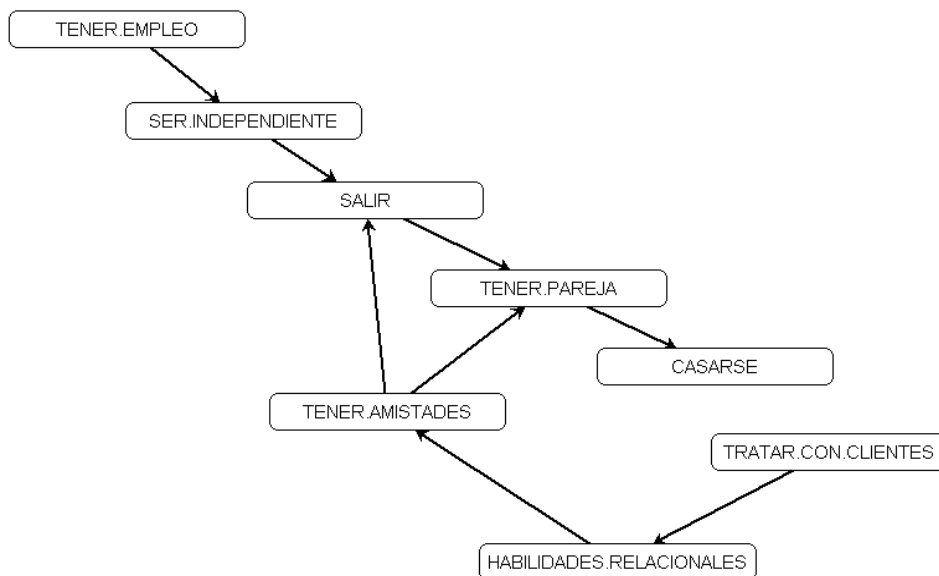 TENER.EMPLEO
SER.INDEPENDIENTE
SALIR
TENER.PAREJA
CASARSE
TENER.AMISTADES
TRATAR.CON.CLIENTES
HABILIDADES.RELACIONALES